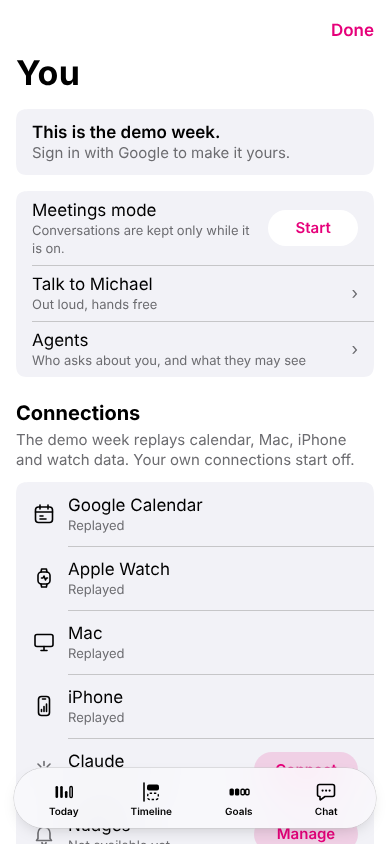 Done
You
This is the demo week.
Sign in with Google to make it yours.
Meetings mode
Conversations are kept only while it
is on.
Start
Talk to Michael
Out loud, hands free
Agents
Who asks about you, and what they may see
Connections
The demo week replays calendar, Mac, iPhone
and watch data. Your own connections start off.
Google Calendar
Replayed
Apple Watch
Replayed
Mac
Replayed
iPhone
Replayed
Claude
Connect
Today
Timeline
Goals
Chat
Nudges
Manage